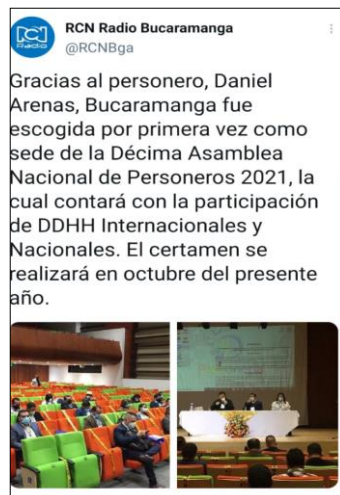 RCN
Radio
RCN Radio Bucaramanga
@RCNBga
Gracias al personero, Daniel
Arenas, Bucaramanga fue
escogida por primera vez como
sede de la Décima Asamblea
Nacional de Personeros 2021, la
cual contará con la participación
de DDHH Internacionales y
Nacionales. El certamen se
realizará en octubre del presente
año.